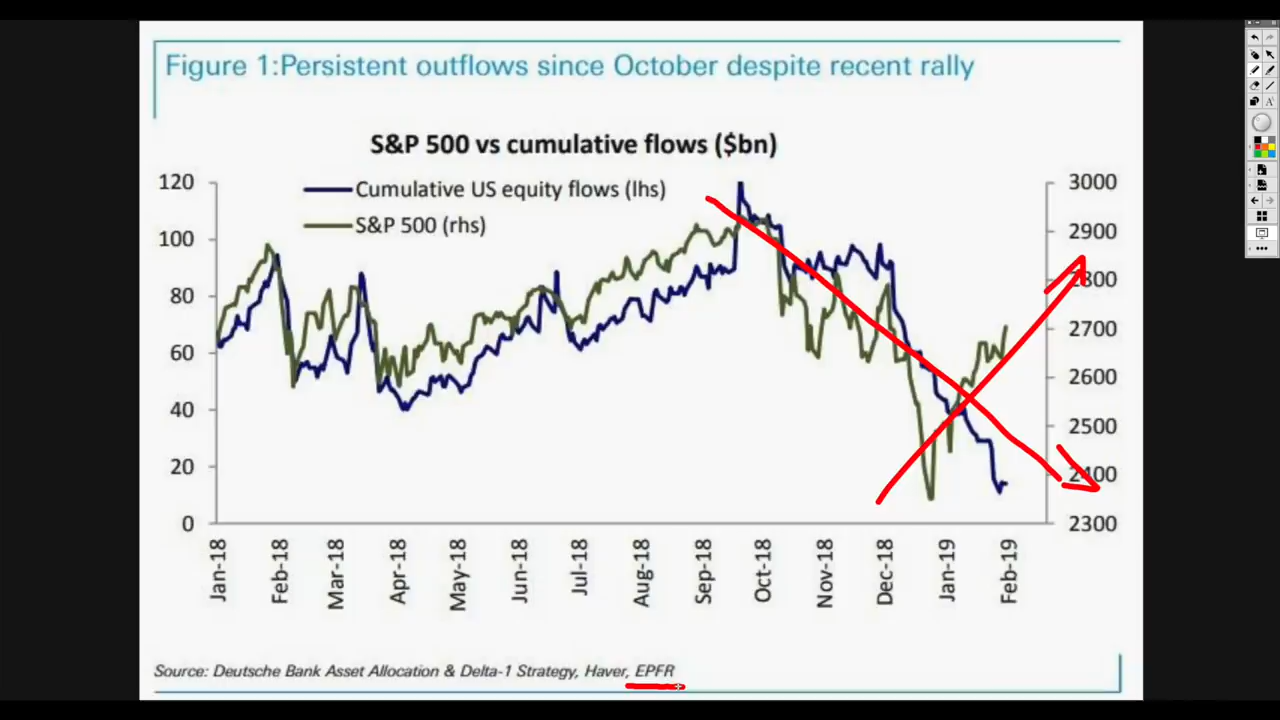 Figure 1:Persistent outflows since October despite recent rally
S&P 500 vs cumulative flows ($bn)
Cumulative US equity flows (lhs)
S&P 500 (rhs)
120
100
80
60
40
20
0
3000
2900
2800
2700
2600
2500
2400
2300
Jan-18
Feb-18
Mar-18
Apr-18
May-18
Jun-18
Jul-18
Aug-18
Sep-18
Oct-18
Nov-18
Dec-18
Jan-19
Feb-19
Source: Deutsche Bank Asset Allocation & Delta-1 Strategy, Haver, EPFR